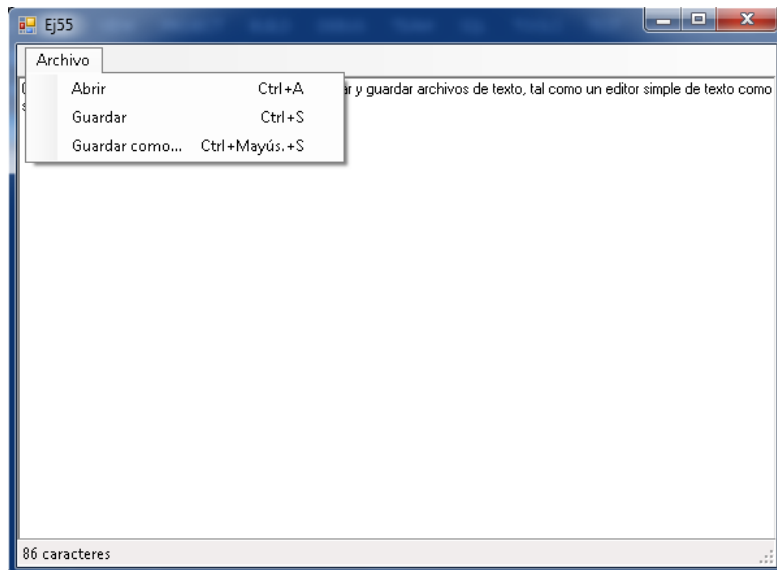 Ej55
Archivo
Abrir Ctrl+A
y guardar archivos de texto, tal como un editor simple de texto como
Guardar Ctrl+S
Guardar como... Ctrl+Mayús.+S
86 caracteres